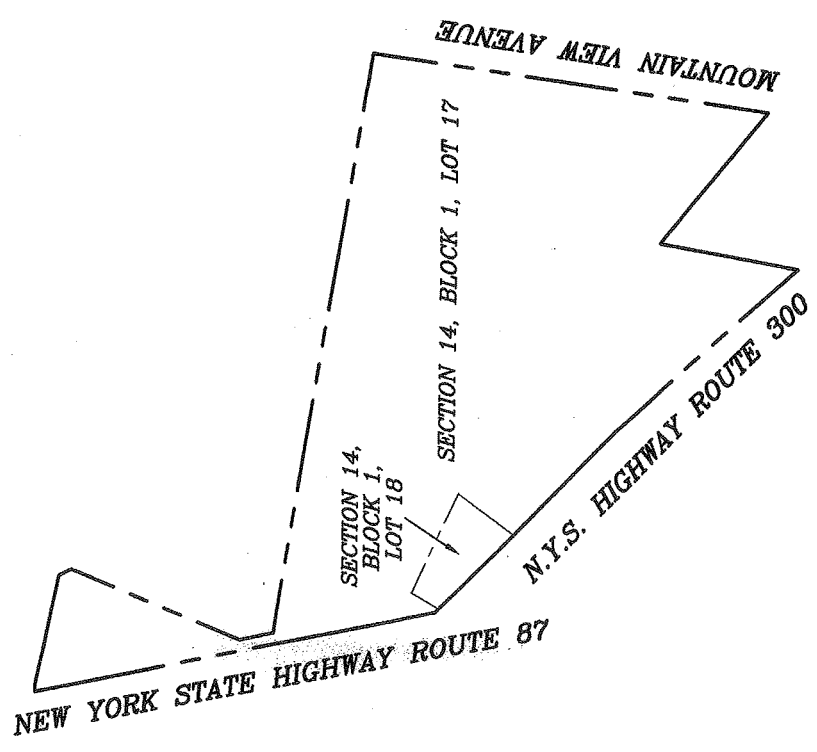 MOUNTAIN VIEW AVENUE
SECTION 14, BLOCK 1, LOT 17
SECTION 14,
BLOCK 1,
LOT 18
N.Y.S. HIGHWAY ROUTE 300
NEW YORK STATE HIGHWAY ROUTE 87